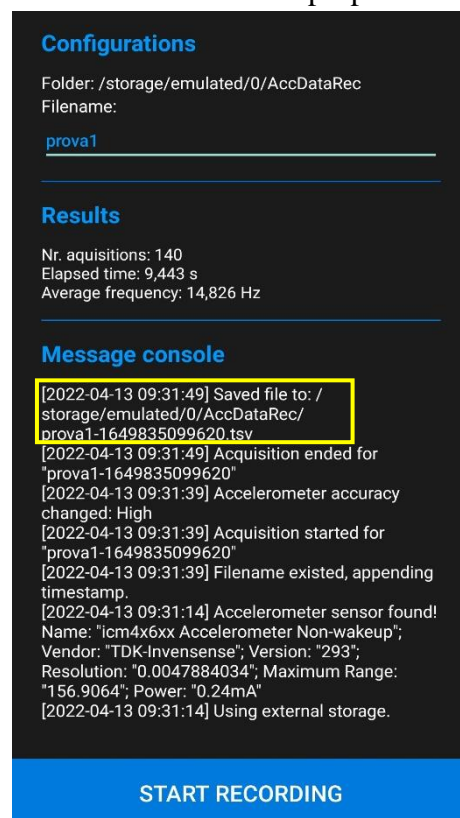 Configurations
Folder: /storage/emulated/0/AccDataRec
Filename:
prova1
Results
Nr. aquisitions: 140
Elapsed time: 9,443 s
Average frequency: 14,826 Hz
Message console
[2022-04-13 09:31:49] Saved file to: /
storage/emulated/0/AccDataRec/
prova1-1649835099620.tsv
[2022-04-13 09:31:49] Acquisition ended for
"prova1-1649835099620"
[2022-04-13 09:31:39] Accelerometer accuracy
changed: High
[2022-04-13 09:31:39] Acquisition started for
"prova1-1649835099620"
[2022-04-13 09:31:39] Filename existed, appending
timestamp.
[2022-04-13 09:31:14] Accelerometer sensor found!
Name: "icm4x6xx Accelerometer Non-wakeup";
Vendor: "TDK-Invensense"; Version: "293";
Resolution: "0.0047884034"; Maximum Range:
"156.9064"; Power: "0.24mA"
[2022-04-13 09:31:14] Using external storage.
START RECORDING